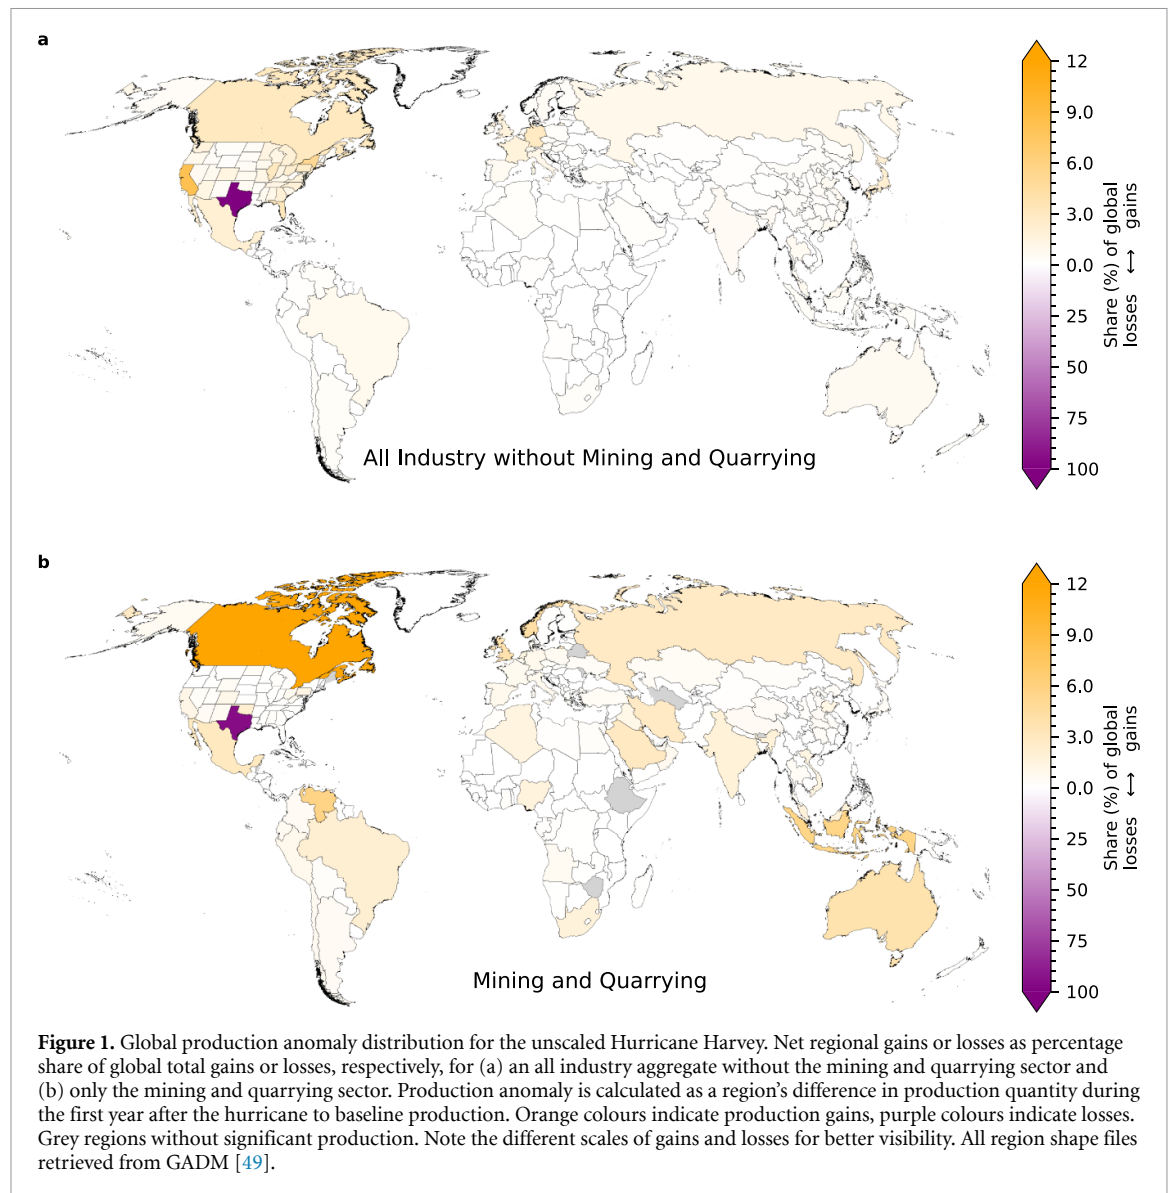 a
12
9.0
6.0
3.0
0.0
25
50
75
100
Share (%) of global
losses ⟷ gains
All Industry without Mining and Quarrying
b
12
9.0
6.0
3.0
0.0
25
50
75
100
Share (%) of global
losses ⟷ gains
Mining and Quarrying
Figure 1. Global production anomaly distribution for the unscaled Hurricane Harvey. Net regional gains or losses as percentage
share of global total gains or losses, respectively, for (a) an all industry aggregate without the mining and quarrying sector and
(b) only the mining and quarrying sector. Production anomaly is calculated as a region's difference in production quantity during
the first year after the hurricane to baseline production. Orange colours indicate production gains, purple colours indicate losses.
Grey regions without significant production. Note the different scales of gains and losses for better visibility. All region shape files
retrieved from GADM [49].